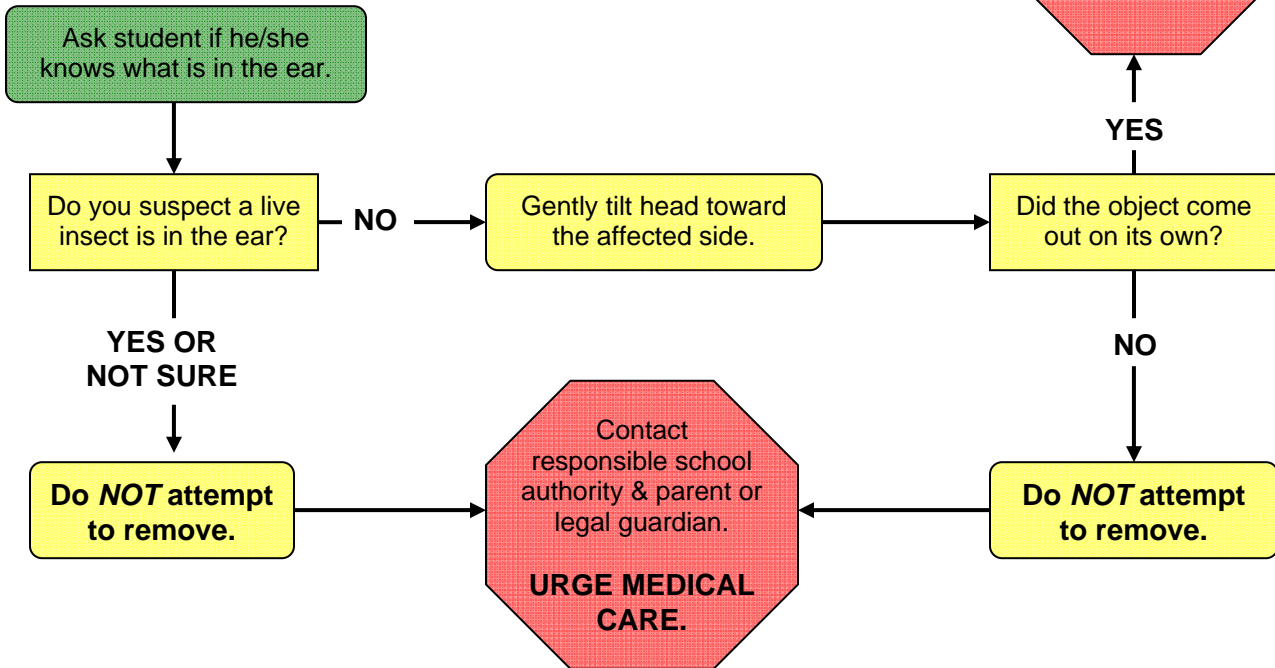 Ask student if he/she
knows what is in the ear.
Do you suspect a live
insect is in the ear?
NO
Gently tilt head toward
the affected side.
Did the object come
out on its own?
YES
YES OR
NOT SURE
NO
Do NOT attempt
to remove.
Contact
responsible school
authority & parent or
legal guardian.
URGE MEDICAL
CARE.
Do NOT attempt
to remove.